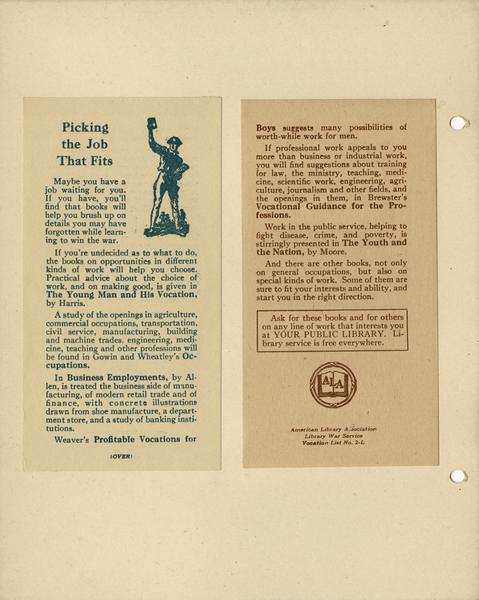 Picking
the Job
That Fits
Maybe you have a
job waiting for you.
If you have, you'll
find that books will
help you brush up on
details you may have
forgotten while learn-
ing to win the war.
If you're undecided as to what to do,
the books on opportunities in different
kinds of work will help you choose.
Practical advice about the choice of
work, and on making good, is given in
The Young Man and His Vocation,
by Harris.
A study of the openings in agriculture,
commercial occupations, transportation,
civil service, manufacturing, building
and machine trades, engineering, medi-
cine, teaching and other professions will
be found in Gowin and Wheatley's Oc-
cupations.
In Business Employments, by Al-
len, is treated the business side of manu-
facturing, of modern retail trade and of
finance, with concrete illustrations
drawn from shoe manufacture, a depart-
ment store, and a study of banking insti-
tutions.
Weaver's Profitable Vocations for
(OVER)
Boys suggests many possibilities of
worth-while work for men.
If professional work appeals to you
more than business or industrial work,
you will find suggestions about training
for law, the ministry, teaching, medi-
cine, scientific work, engineering, agri-
culture, journalism and other fields, and
the openings in them, in Brewster's
Vocational Guidance for the Pro-
fessions.
Work in the public service, helping to
fight disease, crime, and poverty, is
stirringly presented in The Youth and
the Nation, by Moore.
And there are other books, not only
on general occupations, but also on
special kinds of work. Some of them are
sure to fit your interests and ability, and
start you in the right direction.
Ask for these books and for others
on any line of work that interests you
at YOUR PUBLIC LIBRARY. Li-
brary service is free everywhere.
ALA
American Library Association
Library War Service
Vocation List No. 2-L